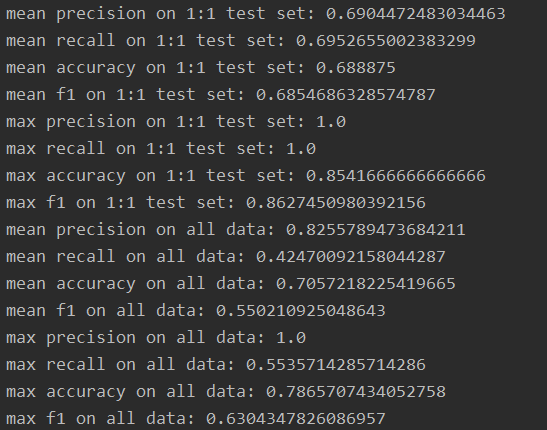 mean precision on 1:1 test set: 0.6904472483034463
mean recall on 1:1 test set: 0.6952655002383299
mean accuracy on 1:1 test set: 0.688875
mean f1 on 1:1 test set: 0.6854686328574787
max precision on 1:1 test set: 1.0
max recall on 1:1 test set: 1.0
max accuracy on 1:1 test set: 0.8541666666666666
max f1 on 1:1 test set: 0.8627450980392156
mean precision on all data: 0.8255789473684211
mean recall on all data: 0.42470092158044287
mean accuracy on all data: 0.7057218225419665
mean f1 on all data: 0.550210925048643
max precision on all data: 1.0
max recall on all data: 0.5535714285714286
max accuracy on all data: 0.7865707434052758
max f1 on all data: 0.6304347826086957